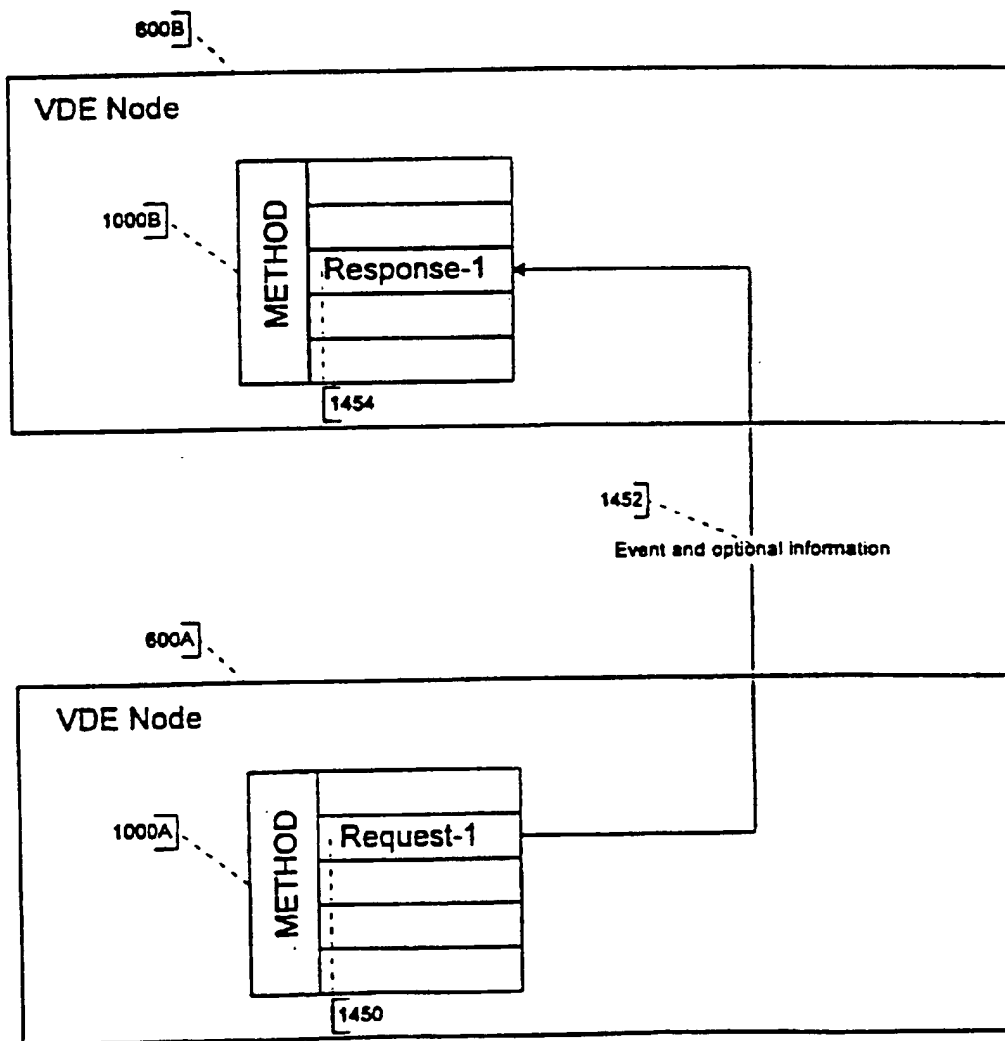 600B
VDE Node
1000B
METHOD
Response-1
1454
1452
Event and optional information
600A
VDE Node
1000A
METHOD
Request-1
1450